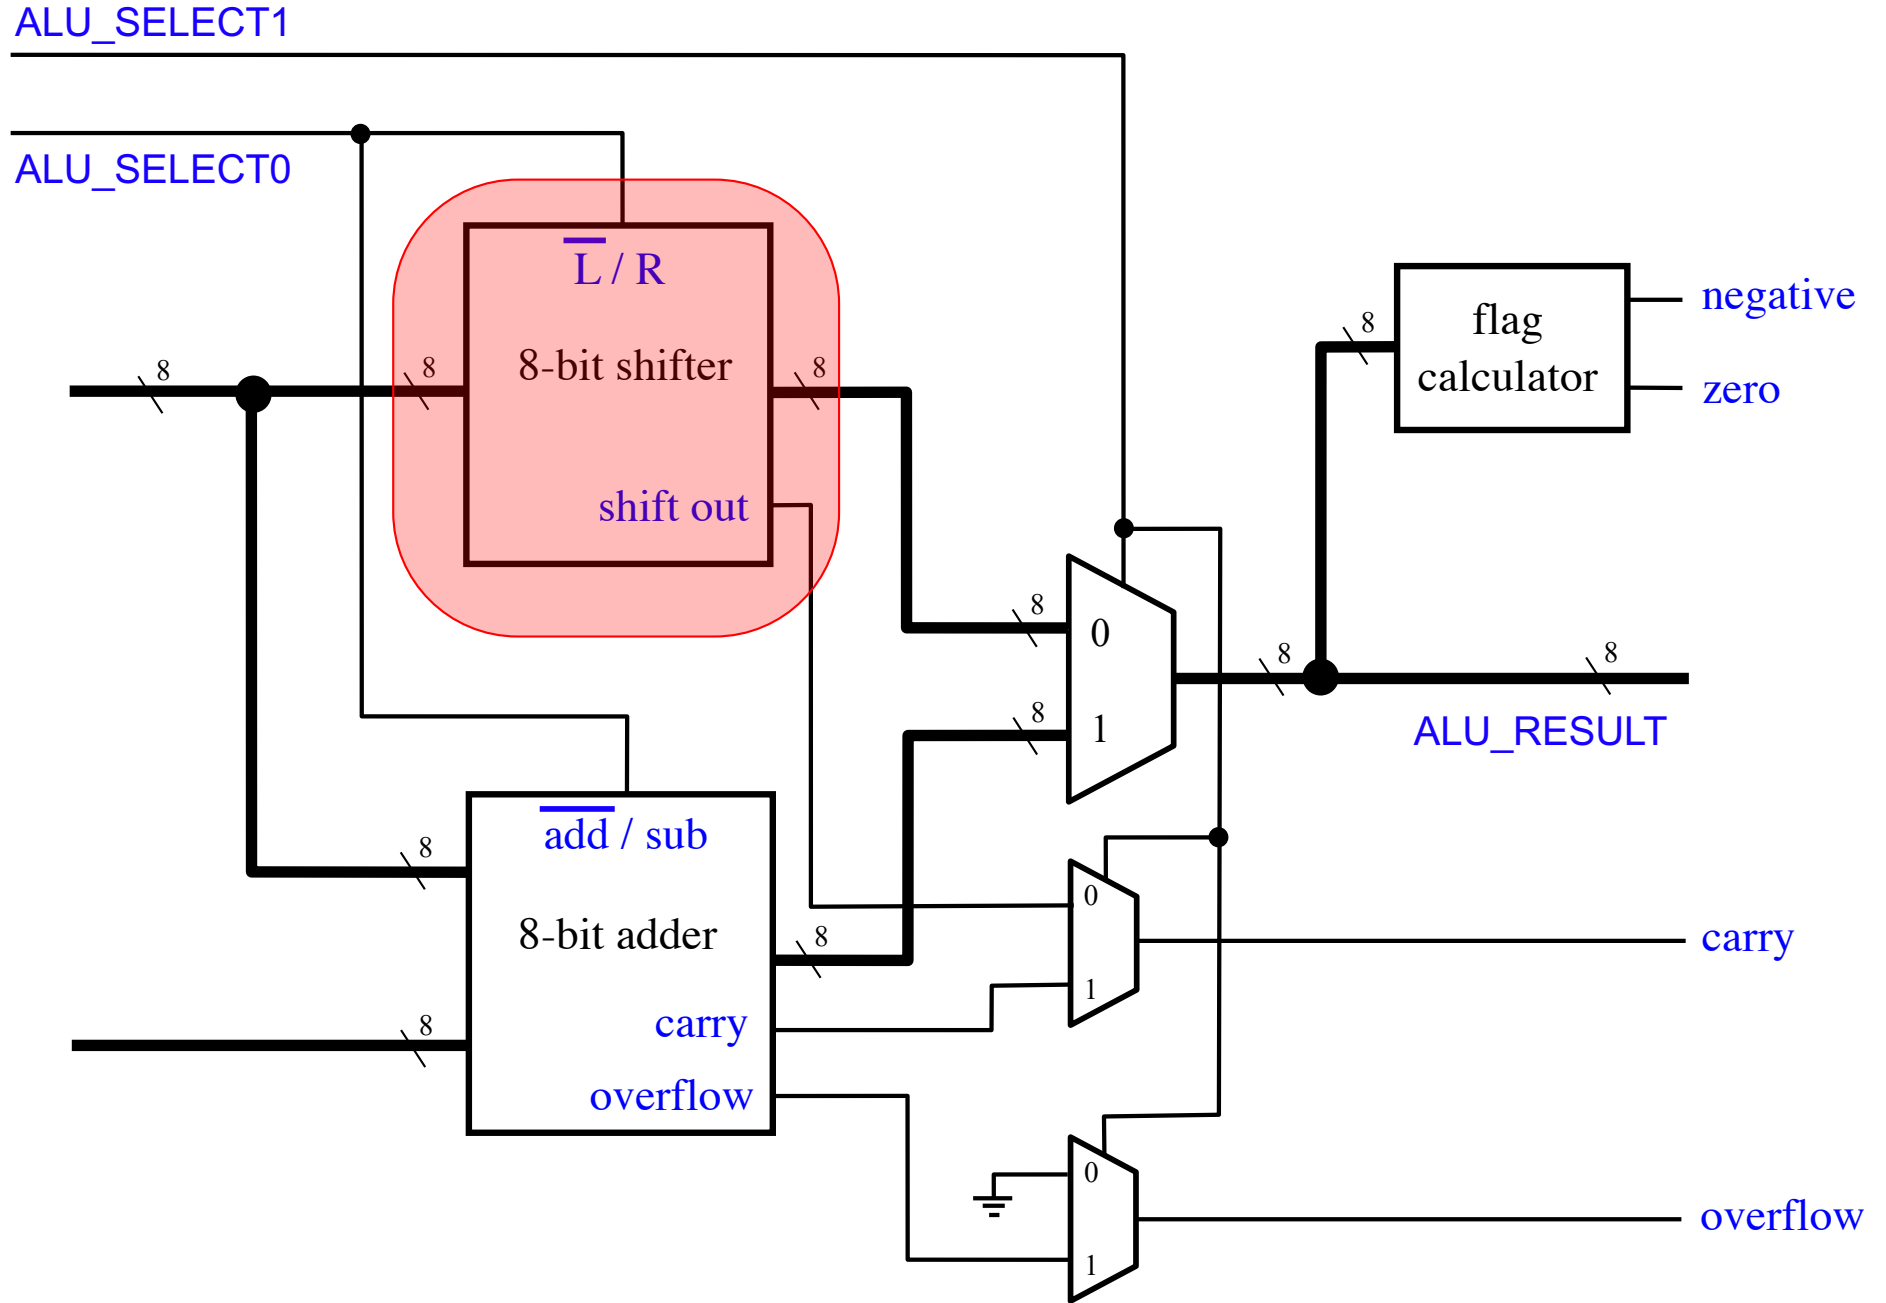 ALU_SELECT1
ALU_SELECT0
L / R
8
8
8-bit shifter
8
shift out
8
flag
calculator
negative
zero
8
0
8
1
8
8
ALU_RESULT
add / sub
8
8-bit adder
8
carry
8
overflow
0
1
carry
0
1
overflow